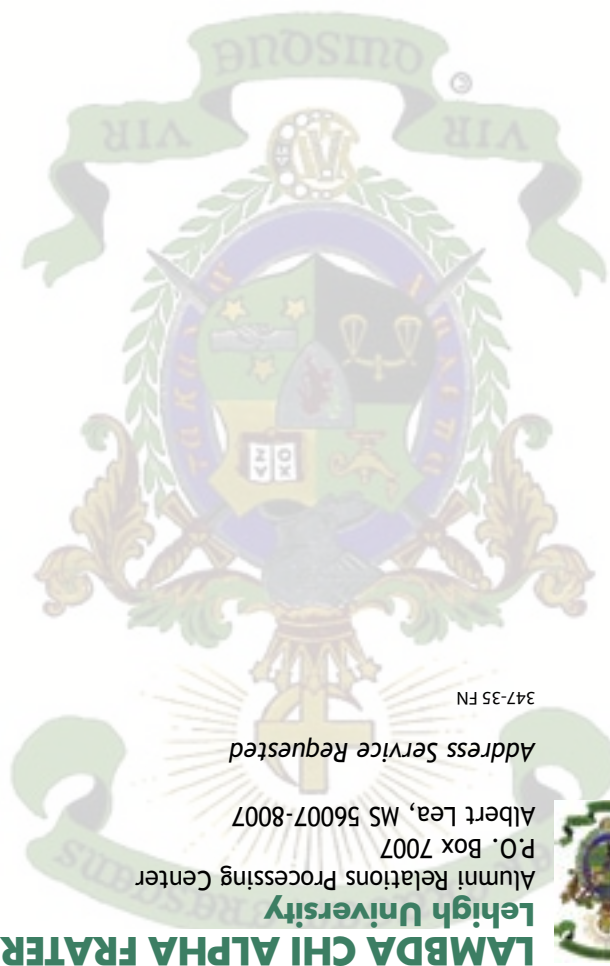 LAMBDA CHI ALPHA FRATER
Lehigh University
Alumni Relations Processing Center
P.O. Box 7007
Albert Lea, MS 56007-8007
Address Service Requested
347-35 FN
VIR QUISQUE VIR